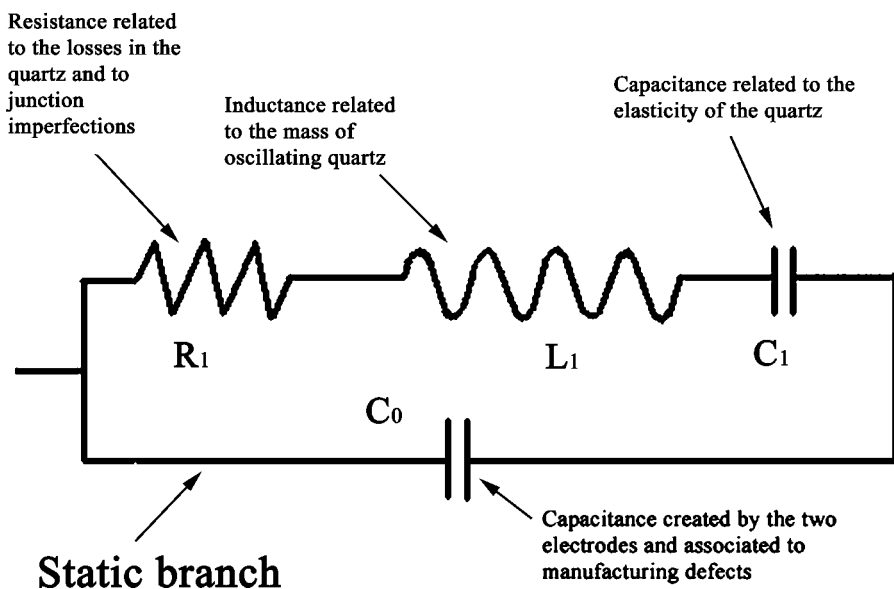 Resistance related
to the losses in the
quartz and to
junction
imperfections
Inductance related
to the mass of
oscillating quartz
Capacitance related to the
elasticity of the quartz
R1
L1
C1
C0
Static branch
Capacitance created by the two
electrodes and associated to
manufacturing defects